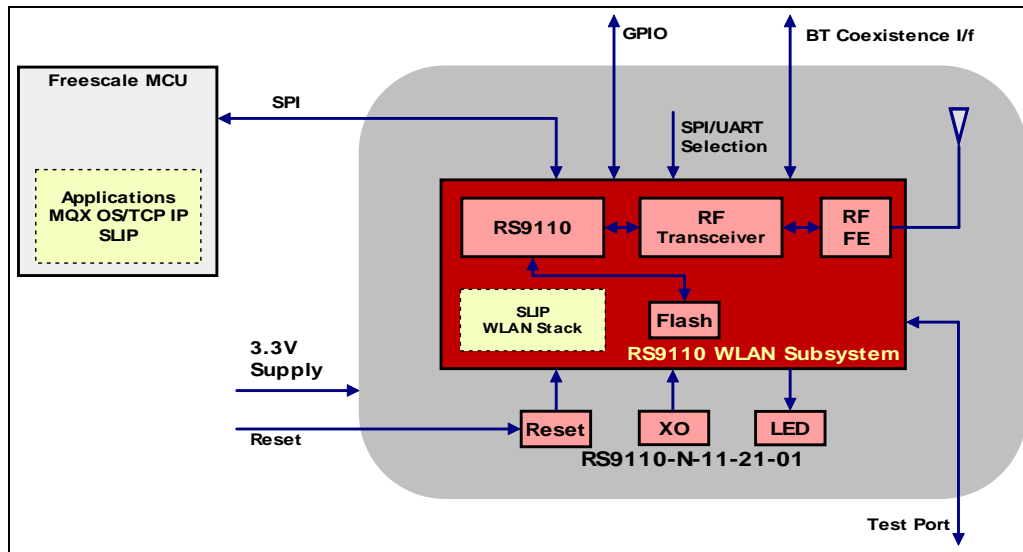 GPIO
BT Coexistence I/f
Freescale MCU
SPI
SPI/UART
Selection
Applications
MQX OS/TCP IP
SLIP
RS9110
RF
Transceiver
RF
FE
SLIP
WLAN Stack
Flash
RS9110 WLAN Subsystem
3.3V
Supply
Reset
Reset
XO
LED
RS9110-N-11-21-01
Test Port